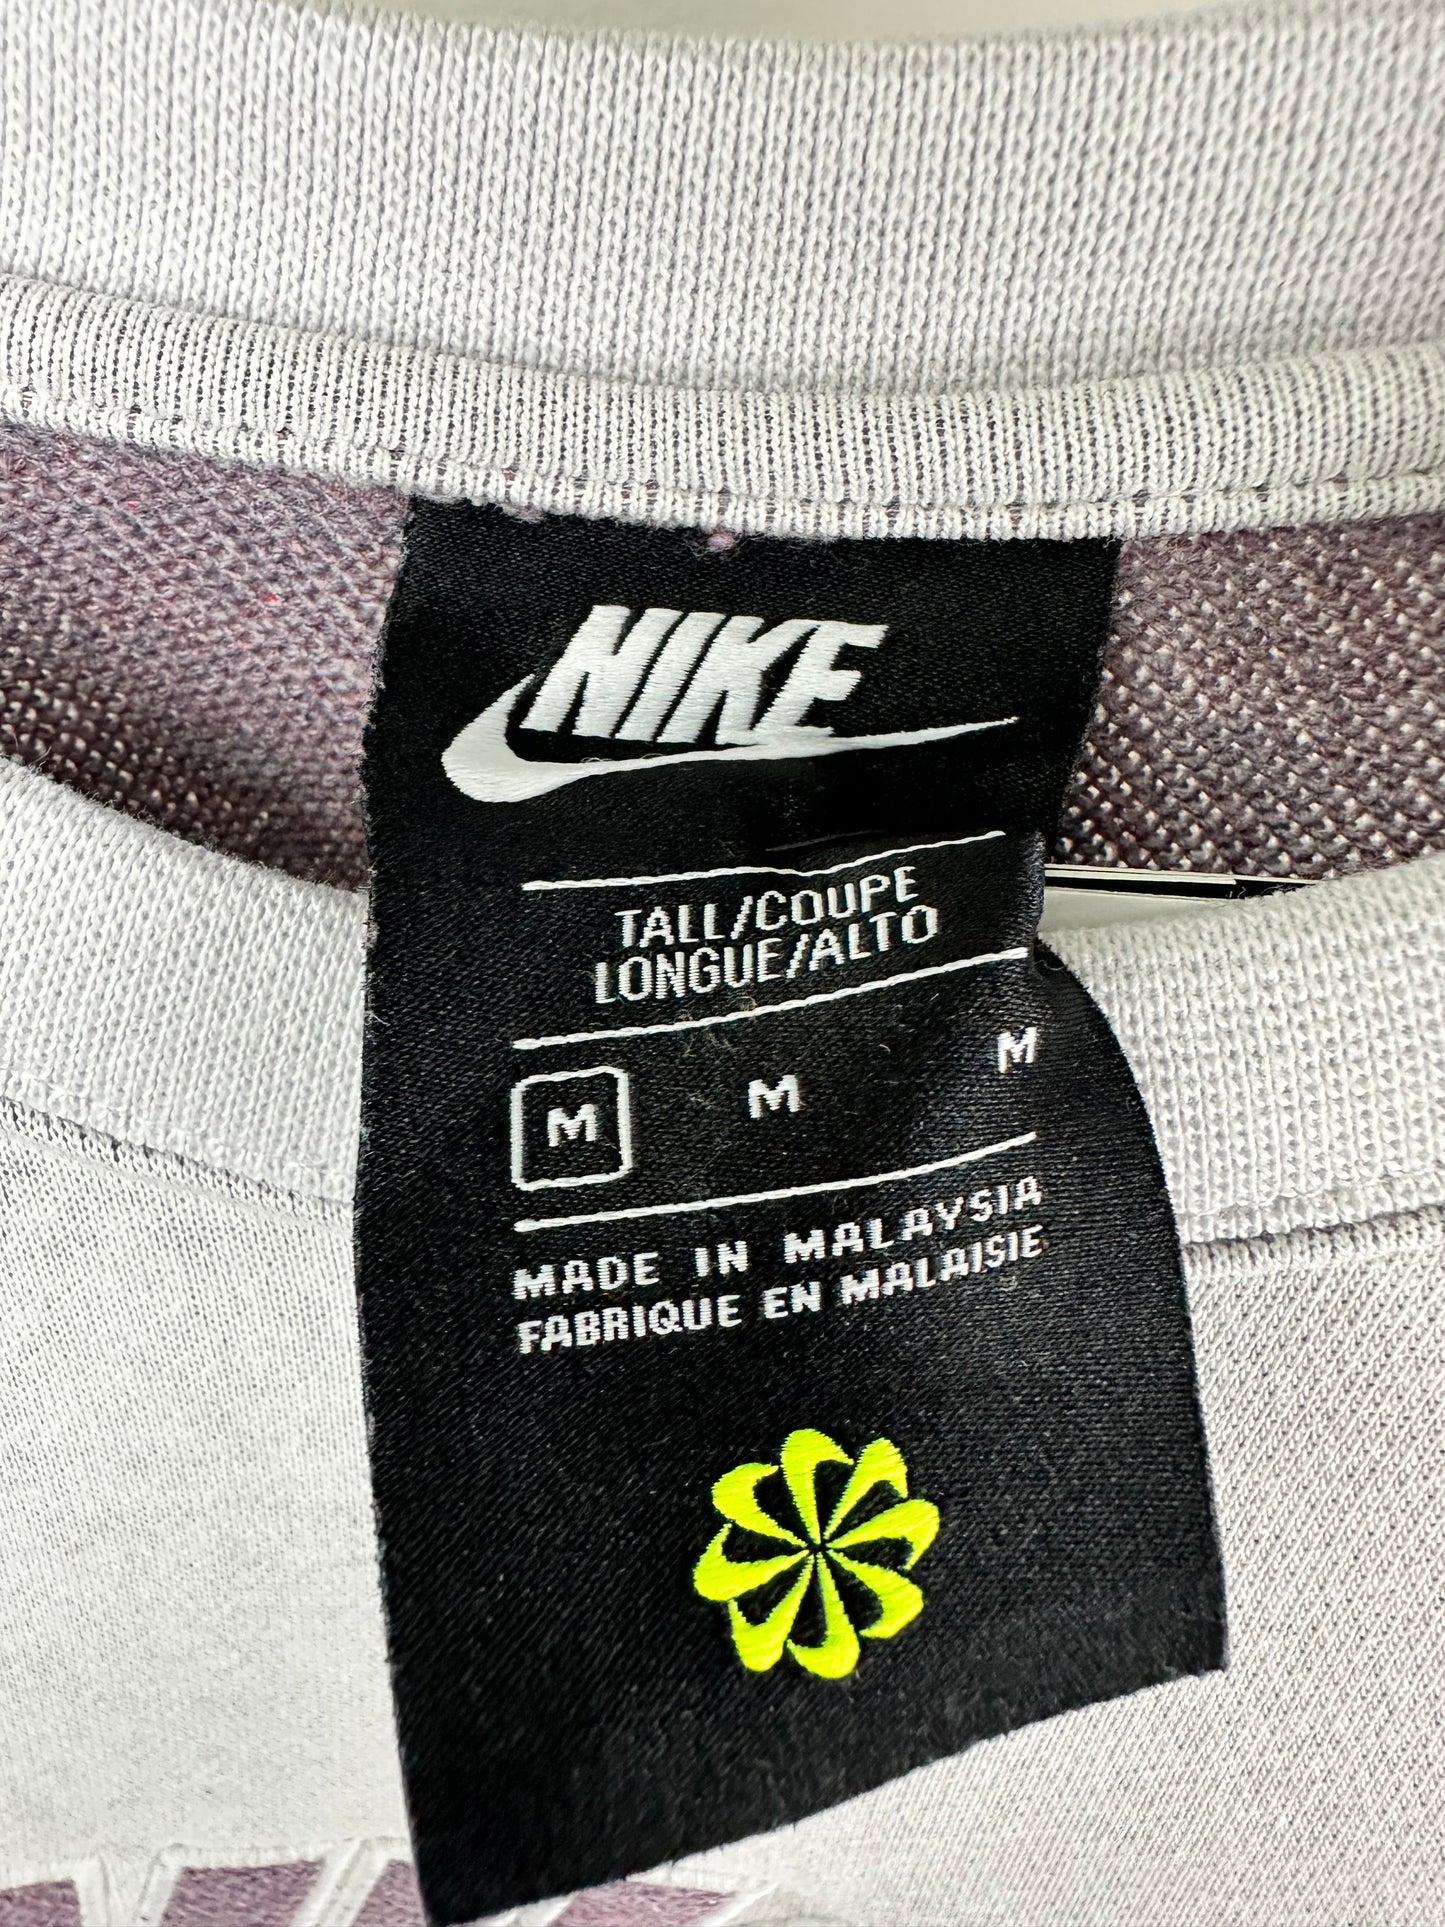 NIKE
TALL/COUPE
LONGUE/ALTO
M M M
MADE IN MALAYSIA
FABRIQUE EN MALAISIE